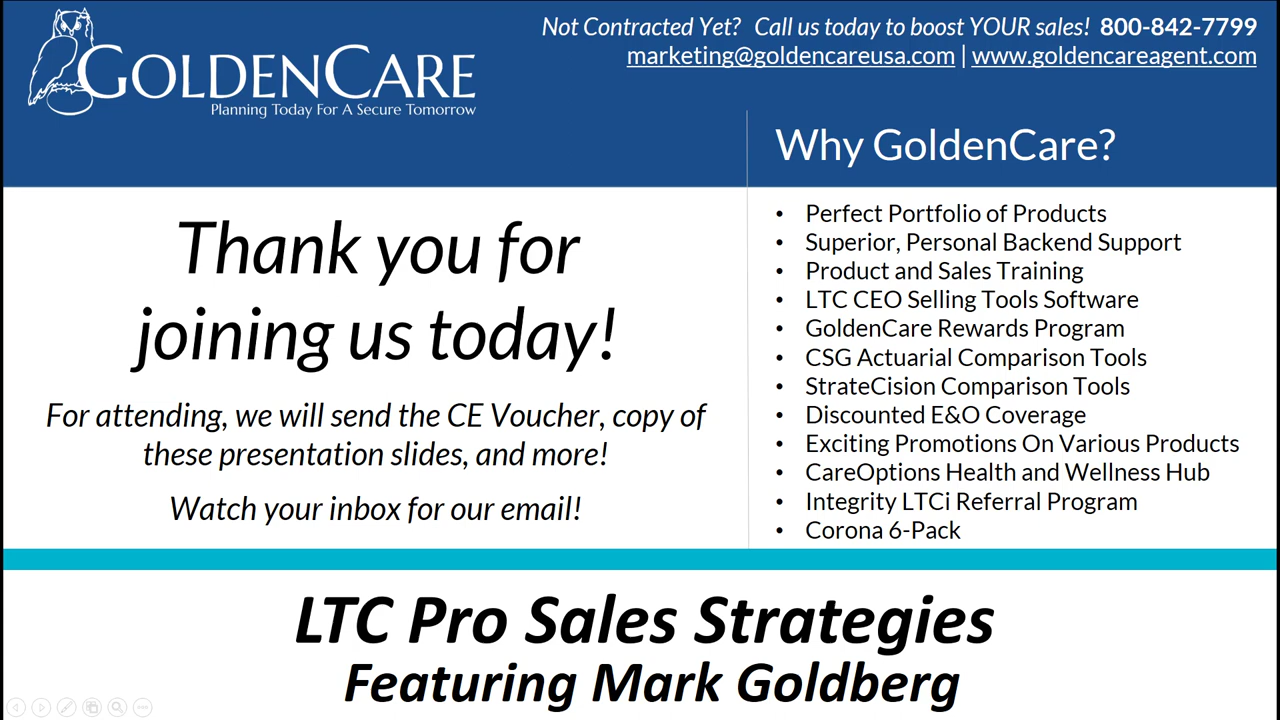 GOLDENCARE
Planning Today For A Secure Tomorrow
Not Contracted Yet? Call us today to boost YOUR sales! 800-842-7799
marketing@goldencareusa.com | www.goldencareagent.com
Why GoldenCare?
Thank you for
joining us today!
For attending, we will send the CE Voucher, copy of
these presentation slides, and more!
Watch your inbox for our email!
• Perfect Portfolio of Products
• Superior, Personal Backend Support
• Product and Sales Training
• LTC CEO Selling Tools Software
• GoldenCare Rewards Program
• CSG Actuarial Comparison Tools
• StrateCision Comparison Tools
• Discounted E&O Coverage
• Exciting Promotions On Various Products
• CareOptions Health and Wellness Hub
• Integrity LTCi Referral Program
• Corona 6-Pack
LTC Pro Sales Strategies
Featuring Mark Goldberg